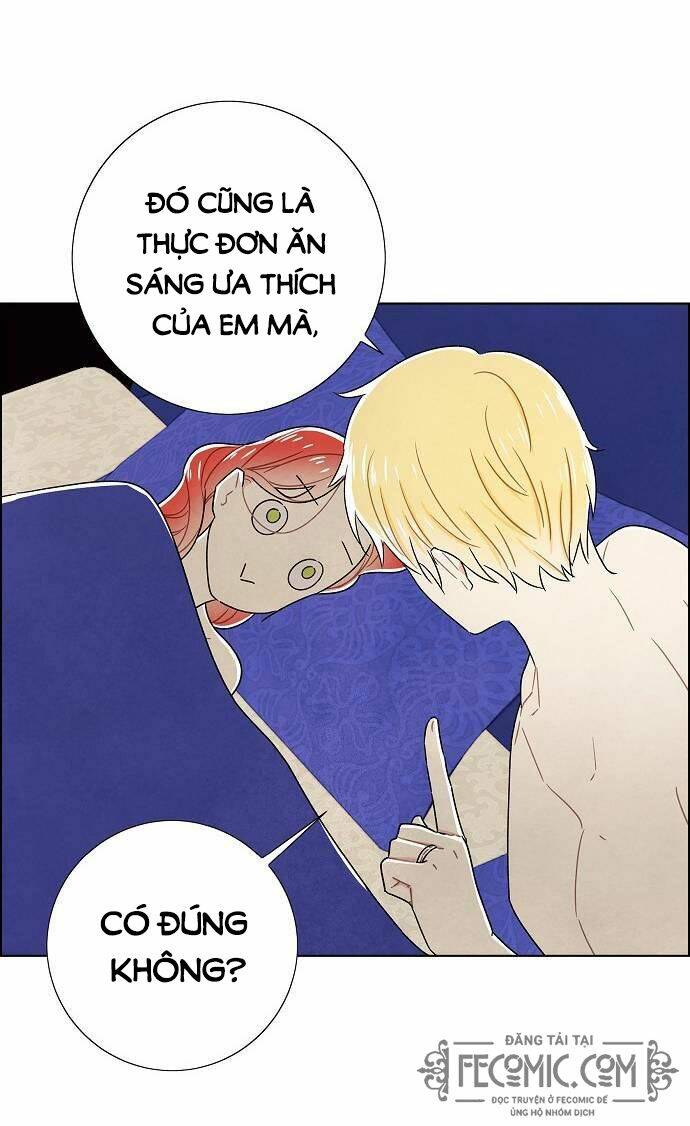 ĐÓ CŨNG LÀ
THỰC ĐƠN ĂN
SÁNG ƯA THÍCH
CỦA EM MÀ,
CÓ ĐÚNG
KHÔNG?
ĐĂNG TẢI TẠI
FECOMIC.COM
ĐỌC TRUYỆN Ở FECOMIC ĐỂ
ỦNG HỘ NHÓM DỊCH